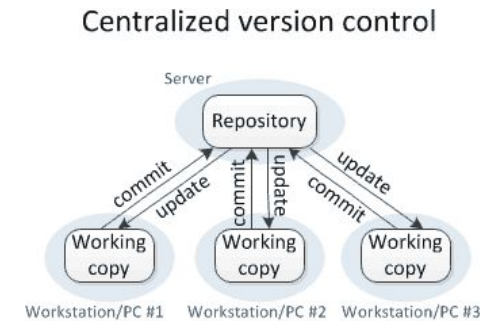 Centralized version control
Server
Repository
commit
update
commit
update
update
commit
Working
copy
Working
copy
Working
copy
Workstation/PC #1
Workstation/PC #2
Workstation/PC #3